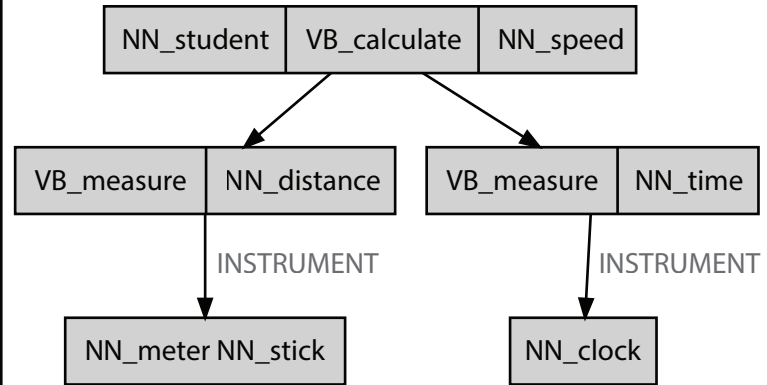 NN_student VB_calculate NN_speed
VB_measure NN_distance VB_measure NN_time
INSTRUMENT INSTRUMENT
NN_meter NN_stick NN_clock